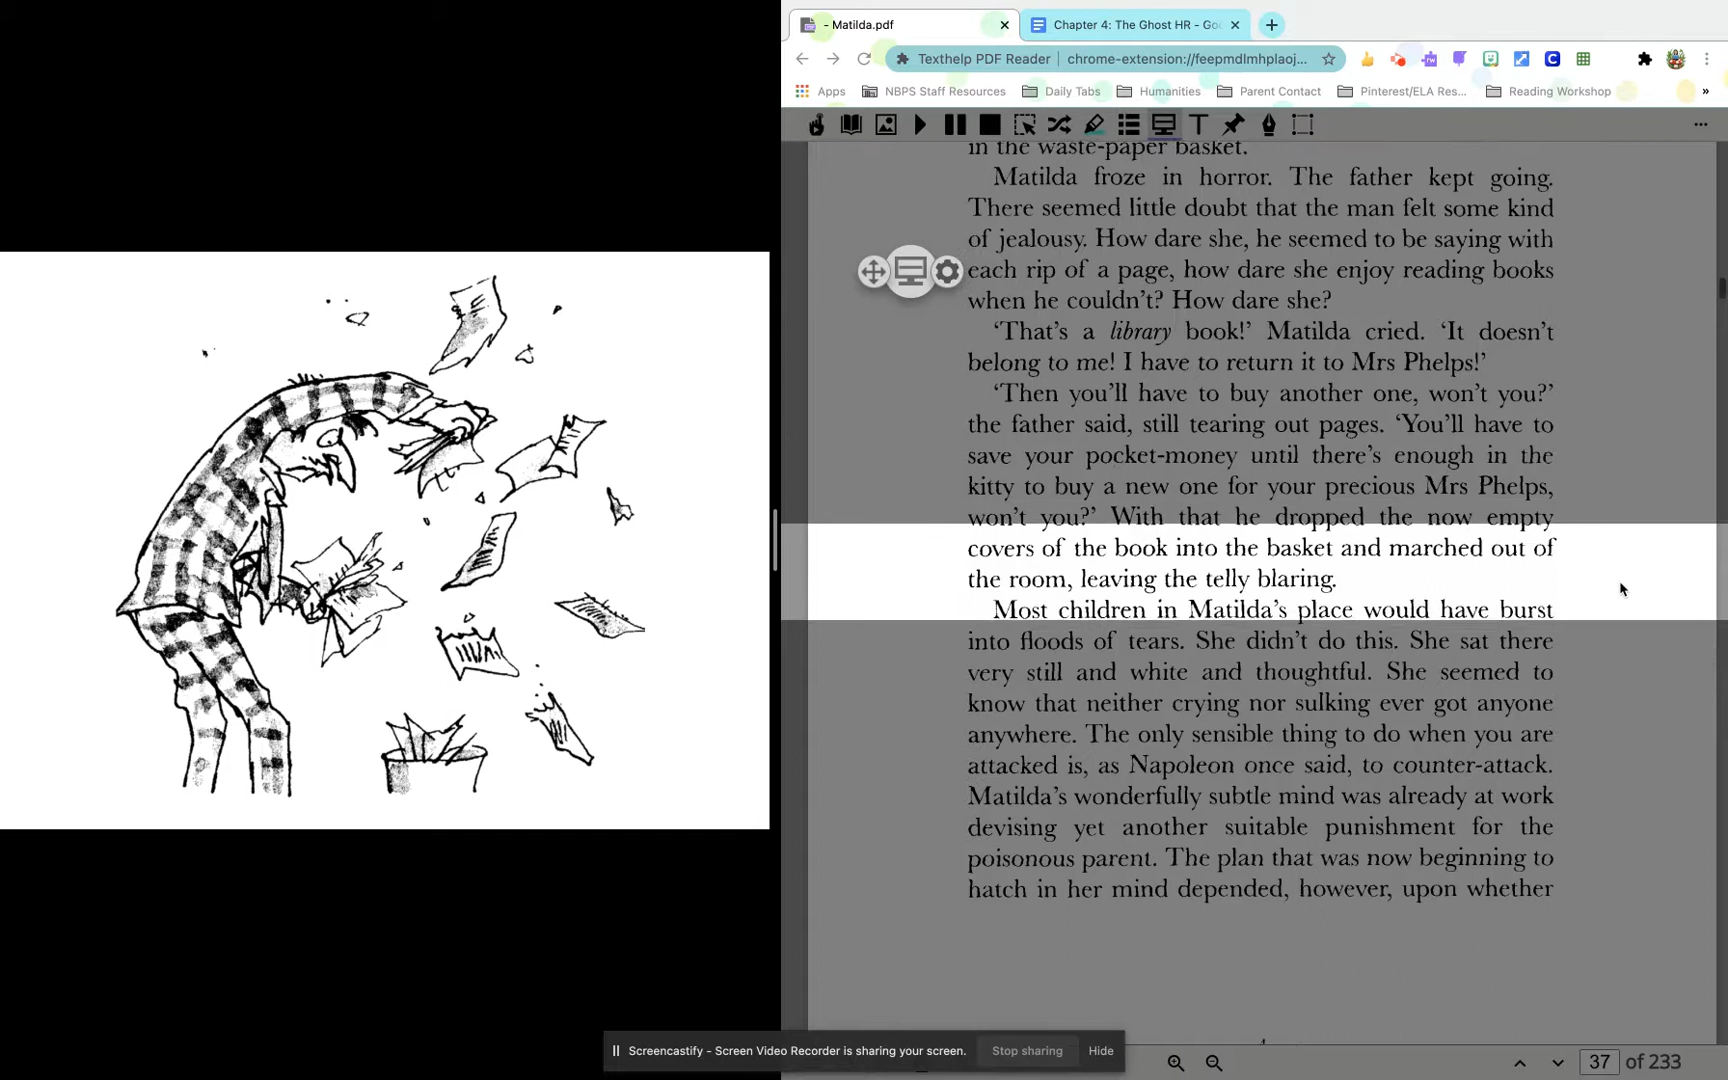 - Matilda.pdf
Chapter 4: The Ghost HR - Goo
Texthelp PDF Reader
chrome-extension://feepmdlmhplaoj...
Apps
NBPS Staff Resources
Daily Tabs
Humanities
Parent Contact
Pinterest/ELA Res...
Reading Workshop
»
in the waste-paper basket.
Matilda froze in horror. The father kept going.
There seemed little doubt that the man felt some kind
of jealousy. How dare she, he seemed to be saying with
each rip of a page, how dare she enjoy reading books
when he couldn't? How dare she?
'That's a library book!' Matilda cried. 'It doesn't
belong to me! I have to return it to Mrs Phelps!'
'Then you'll have to buy another one, won't you?'
the father said, still tearing out pages. 'You'll have to
save your pocket-money until there's enough in the
kitty to buy a new one for your precious Mrs Phelps,
won't you?' With that he dropped the now empty
covers of the book into the basket and marched out of
the room, leaving the telly blaring.
Most children in Matilda's place would have burst
into floods of tears. She didn't do this. She sat there
very still and white and thoughtful. She seemed to
know that neither crying nor sulking ever got anyone
anywhere. The only sensible thing to do when you are
attacked is, as Napoleon once said, to counter-attack.
Matilda's wonderfully subtle mind was already at work
devising yet another suitable punishment for the
poisonous parent. The plan that was now beginning to
hatch in her mind depended, however, upon whether
Screencastify - Screen Video Recorder is sharing your screen.
Stop sharing
Hide
37 of 233